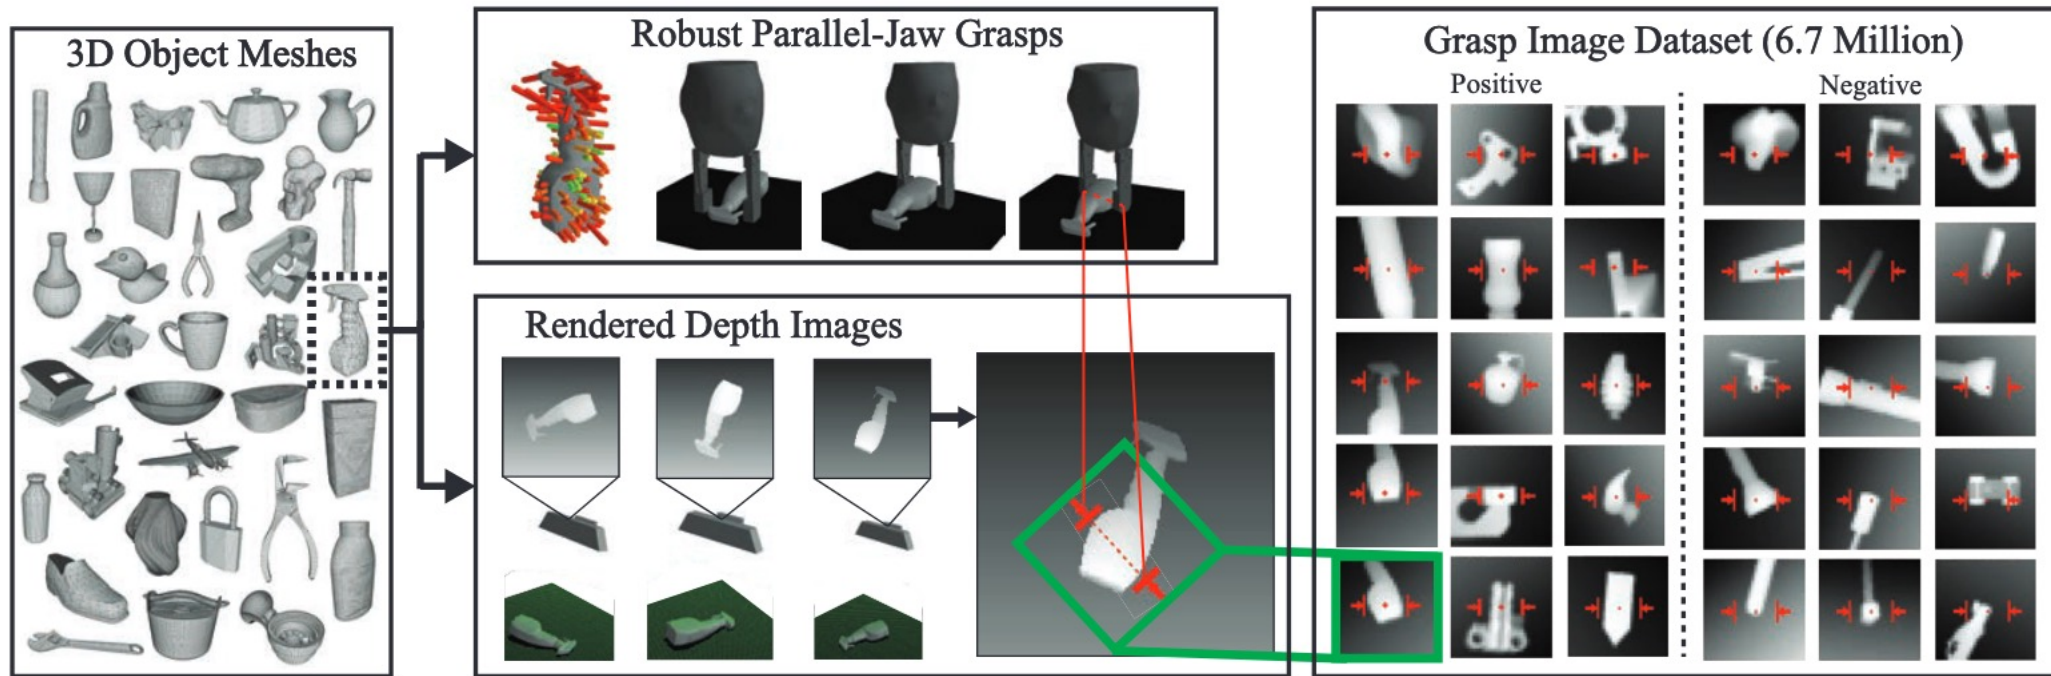 3D Object Meshes
Robust Parallel-Jaw Grasps
Rendered Depth Images
Grasp Image Dataset (6.7 Million)
Positive
Negative